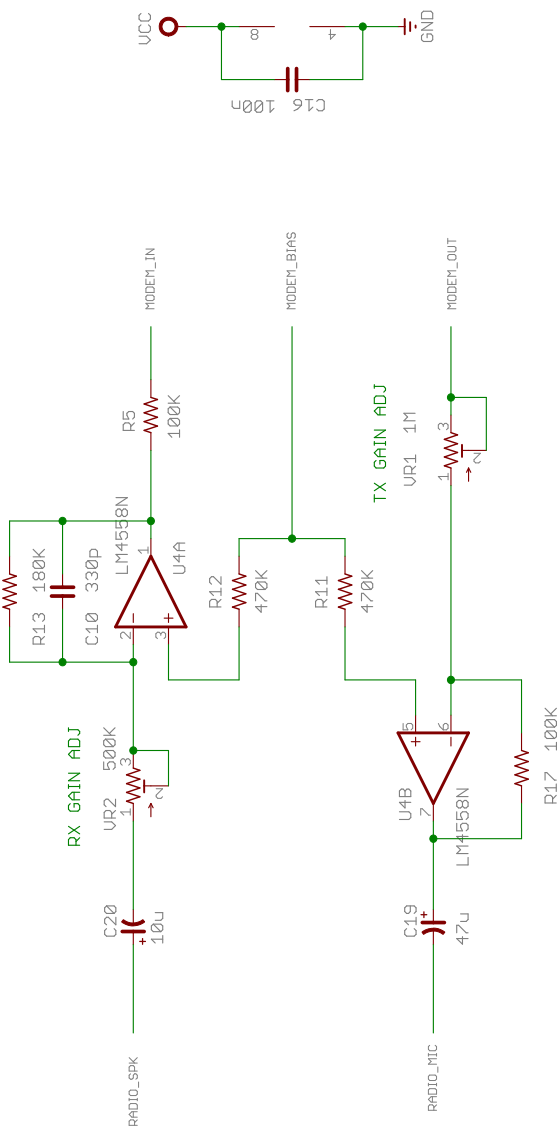 VCC
8
4
GND
C16
100n
MODEM_IN
MODEM_BIAS
MODEM_OUT
R5
100K
TX GAIN ADJ
VR1
1M
3
1
2
R13
180K
C10
330p
LM4558N
U4A
1
2
3
R12
470K
R11
470K
RX GAIN ADJ
VR2
500K
3
1
2
5
6
7
U4B
LM4558N
R17
100K
C20
10u
C19
47u
RADIO_SPK
RADIO_MIC